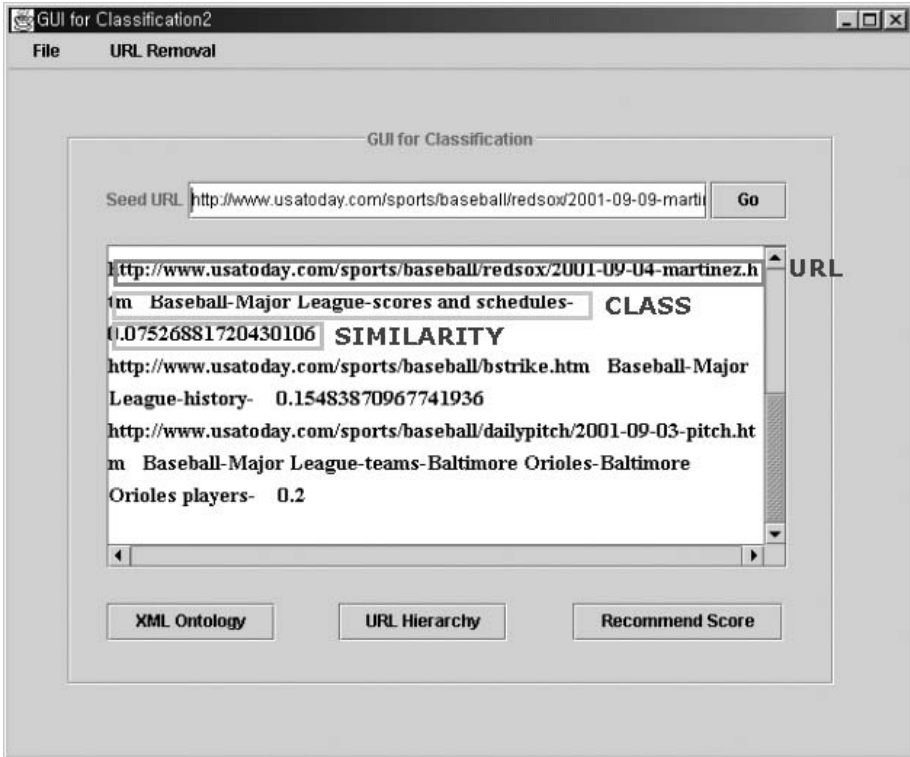 GUI for Classification2
File URL Removal
GUI for Classification
Seed URL http://www.usatoday.com/sports/baseball/redsox/2001-09-09-marti Go
http://www.usatoday.com/sports/baseball/redsox/2001-09-04-martinez.h URL
tm Baseball-Major League-scores and schedules- CLASS
0.07526881720430106 SIMILARITY
http://www.usatoday.com/sports/baseball/bstrike.htm Baseball-Major
League-history- 0.15483870967741936
http://www.usatoday.com/sports/baseball/dailypitch/2001-09-03-pitch.ht
m Baseball-Major League-teams-Baltimore Orioles-Baltimore
Orioles players- 0.2
XML Ontology URL Hierarchy Recommend Score